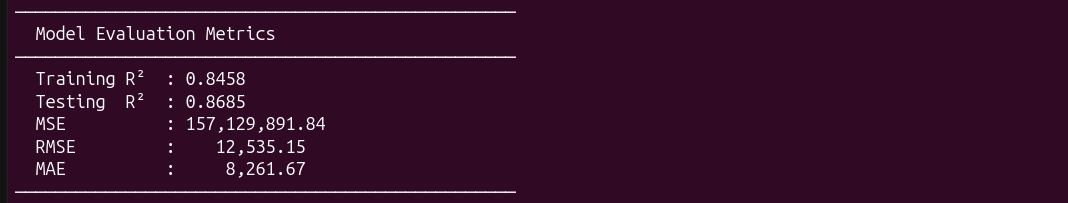 Model Evaluation Metrics
Training R² : 0.8458
Testing R² : 0.8685
MSE : 157,129,891.84
RMSE : 12,535.15
MAE : 8,261.67